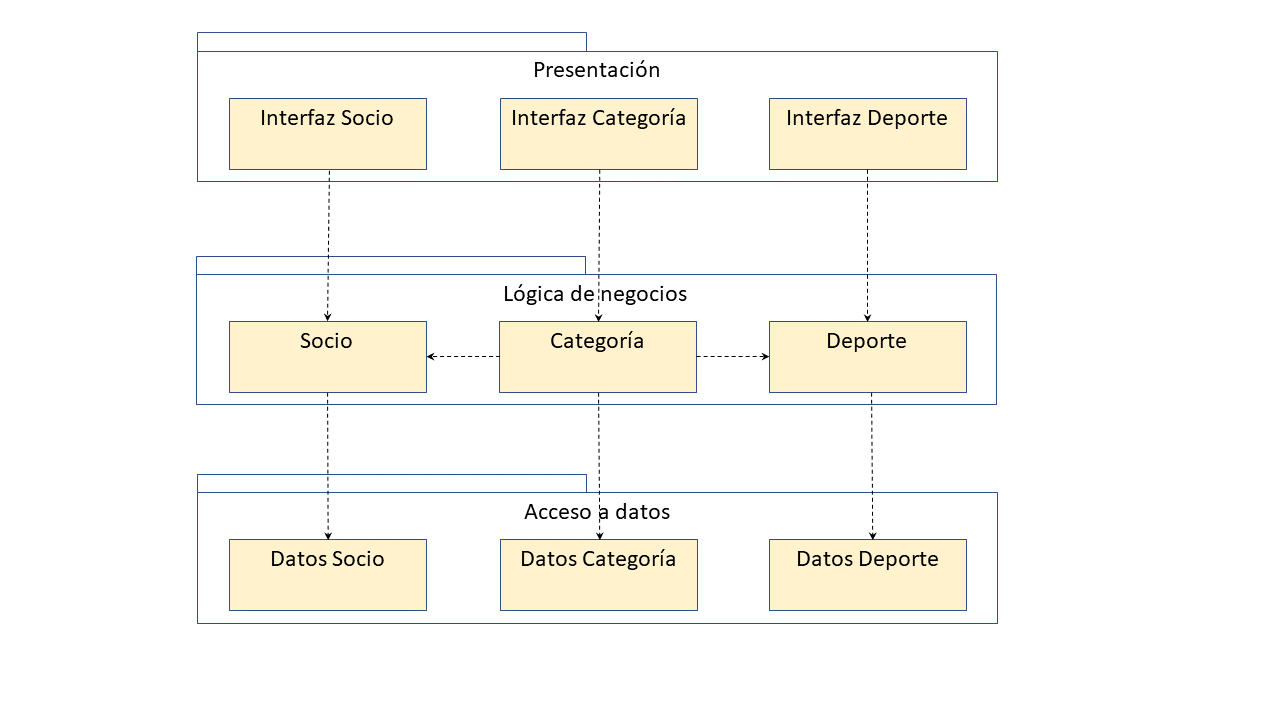 Presentación
Interfaz Socio
Interfaz Categoría
Interfaz Deporte
Lógica de negocios
Socio
Categoría
Deporte
Acceso a datos
Datos Socio
Datos Categoría
Datos Deporte